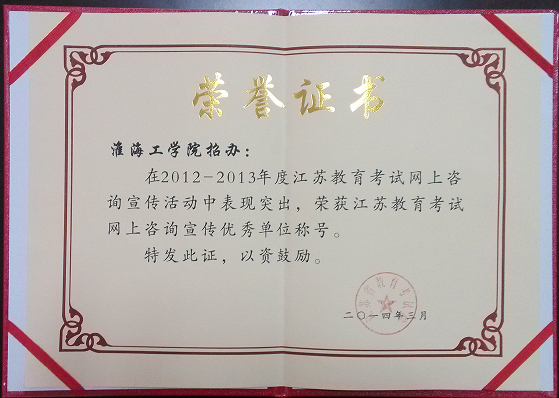 荣誉证书
淮海工学院招办：
在2012-2013年度江苏教育考试网上咨
询宣传活动中表现突出，荣获江苏教育考试
网上咨询宣传优秀单位称号。
特发此证，以资鼓励。
二〇一四年三月